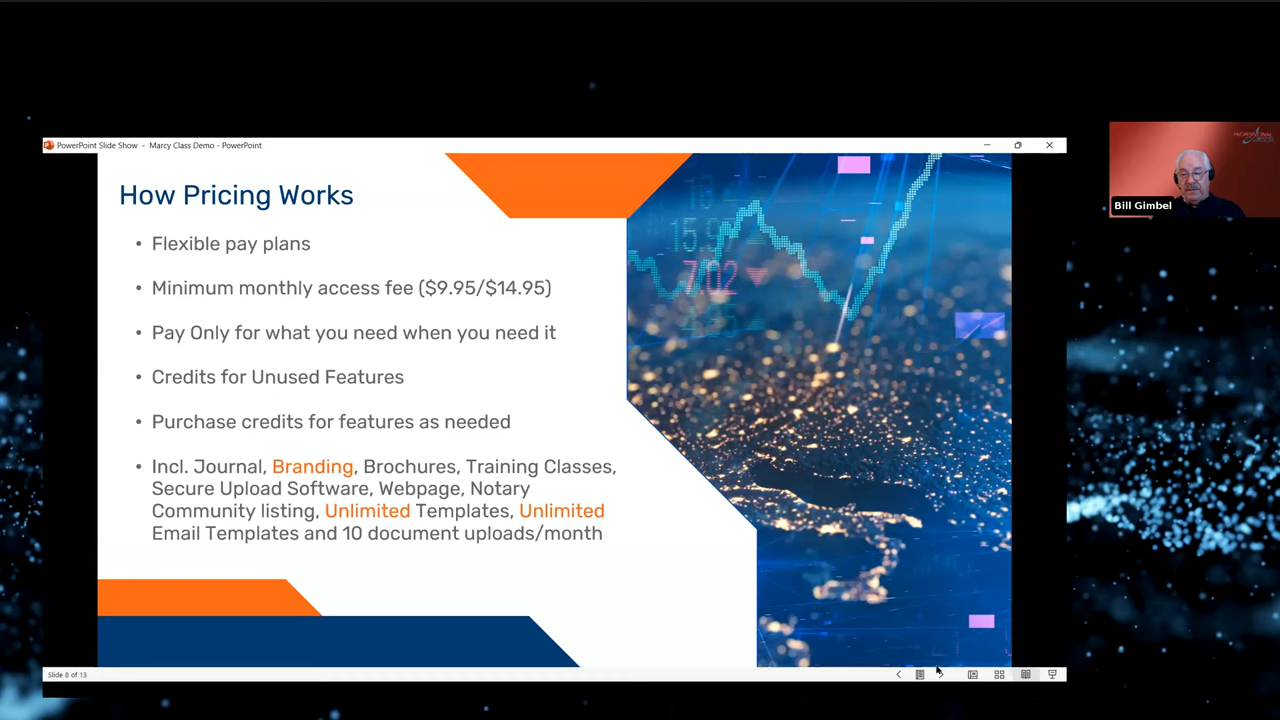 PowerPoint Slide Show - Marcy Class Demo - PowerPoint
How Pricing Works
• Flexible pay plans
• Minimum monthly access fee ($9.95/$14.95)
• Pay Only for what you need when you need it
• Credits for Unused Features
• Purchase credits for features as needed
• Incl. Journal, Branding, Brochures, Training Classes,
Secure Upload Software, Webpage, Notary
Community listing, Unlimited Templates, Unlimited
Email Templates and 10 document uploads/month
7.02
Bill Gimbel
Slide 8 of 13